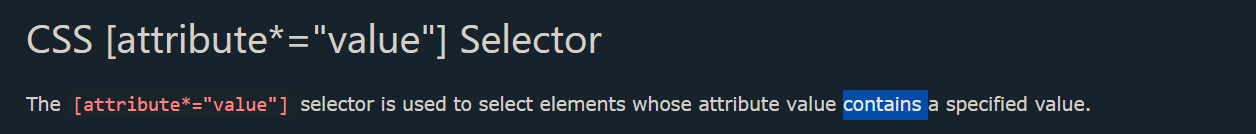 CSS [attribute*="value"] Selector
The [attribute*="value"] selector is used to select elements whose attribute value contains a specified value.